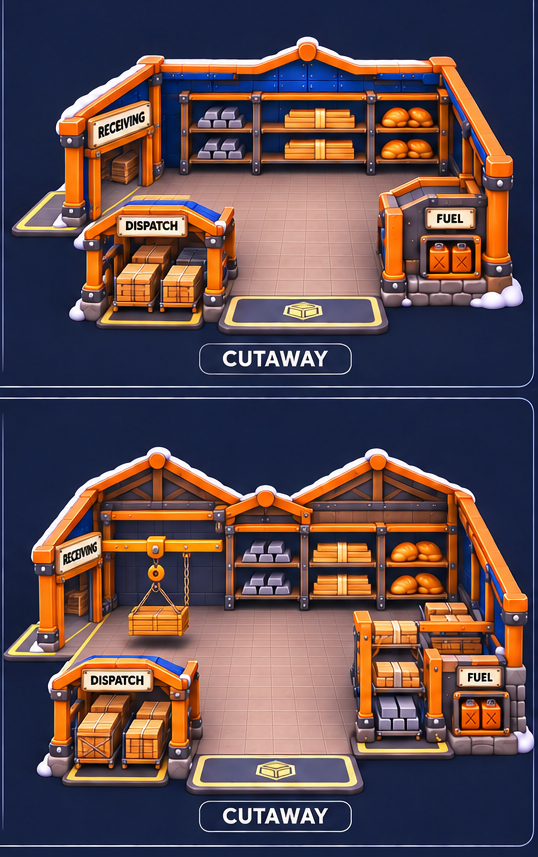 RECEIVING
DISPATCH
FUEL
CUTAWAY
RECEIVING
DISPATCH
FUEL
CUTAWAY